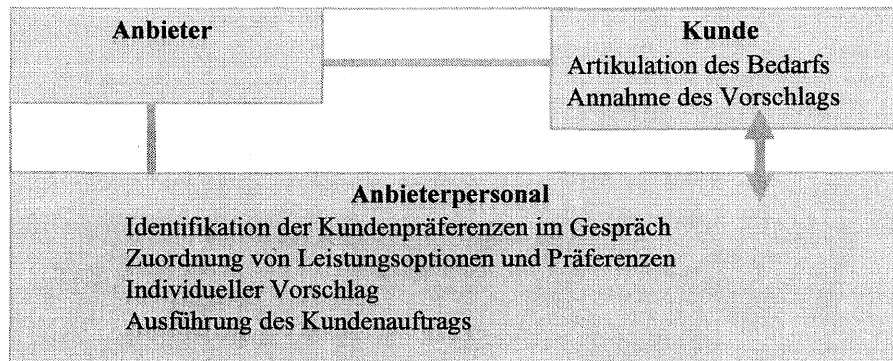 Anbieter
Kunde
Artikulation des Bedarfs
Annahme des Vorschlags
Anbieterpersonal
Identifikation der Kundenpräferenzen im Gespräch
Zuordnung von Leistungsoptionen und Präferenzen
Individueller Vorschlag
Ausführung des Kundenauftrags